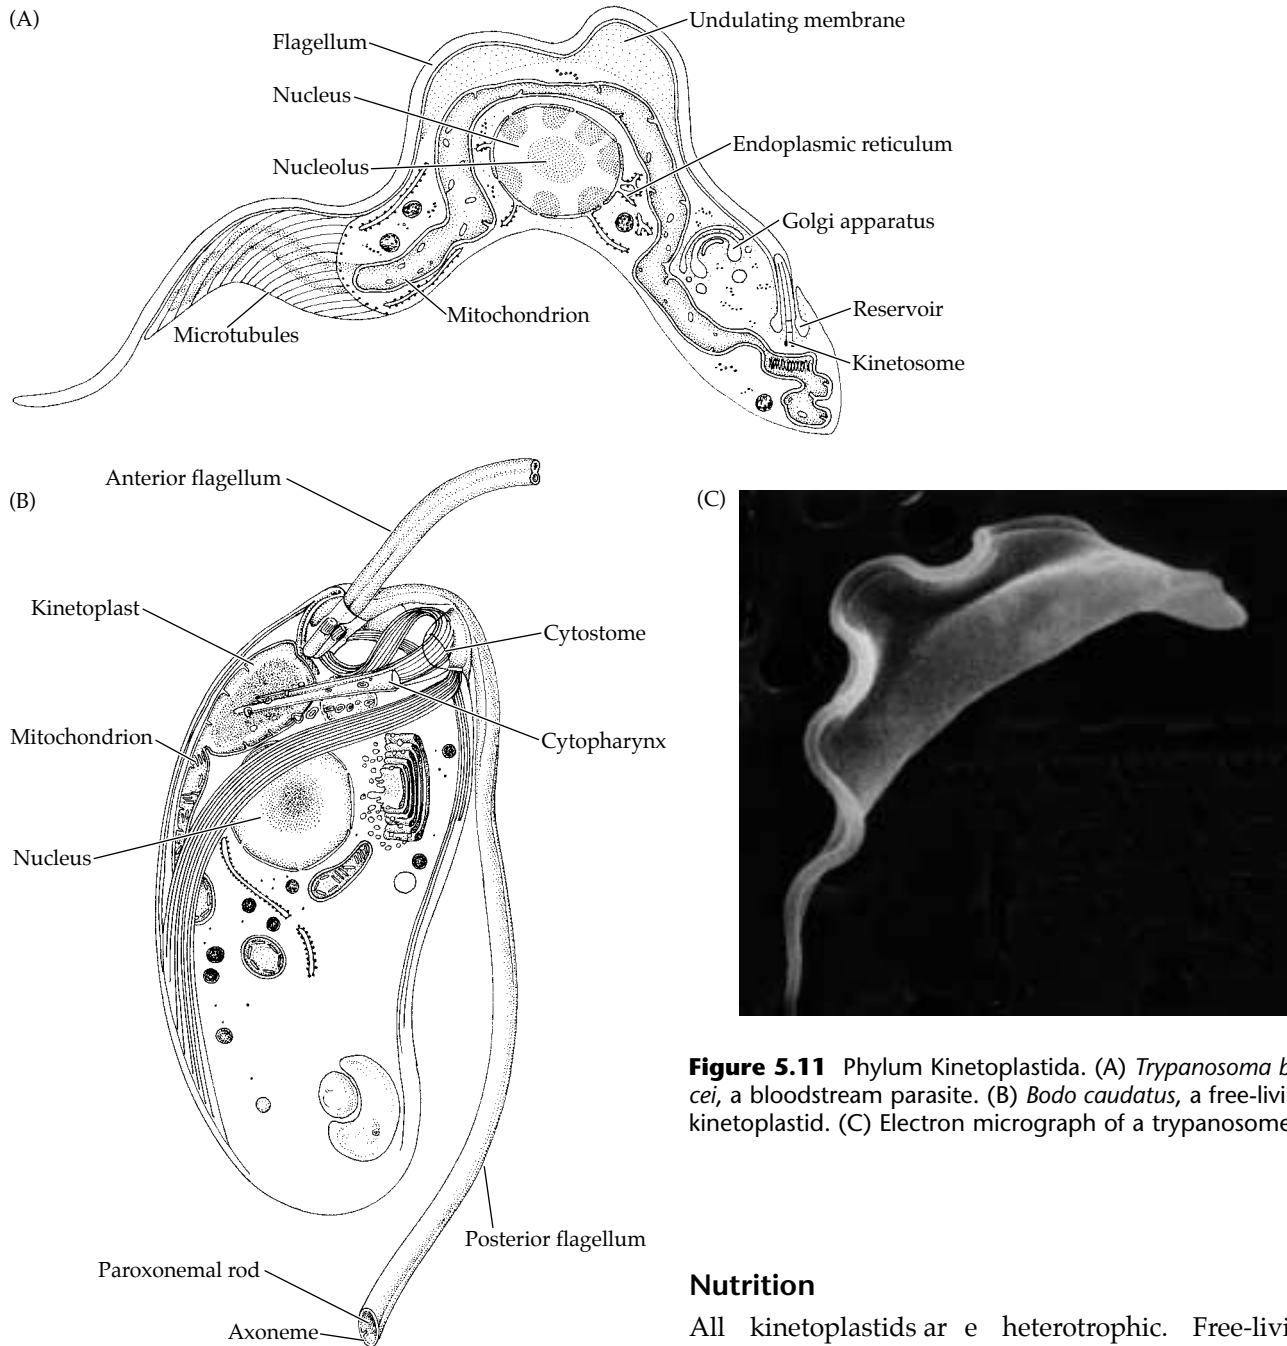 (A)
Undulating membrane
Flagellum
Nucleus
Endoplasmic reticulum
Nucleolus
Golgi apparatus
Reservoir
Mitochondrion
Microtubules
Kinetosome
(B)
Anterior flagellum
Kinetoplast
Cytostome
Mitochondrion
Cytopharynx
Nucleus
Posterior flagellum
Paroxonemal rod
Axoneme
(C)
Figure 5.11 Phylum Kinetoplastida. (A) Trypanosoma b
cei, a bloodstream parasite. (B) Bodo caudatus, a free-livi
kinetoplastid. (C) Electron micrograph of a trypanosome
Nutrition
All kinetoplastids ar e heterotrophic. Free-livi